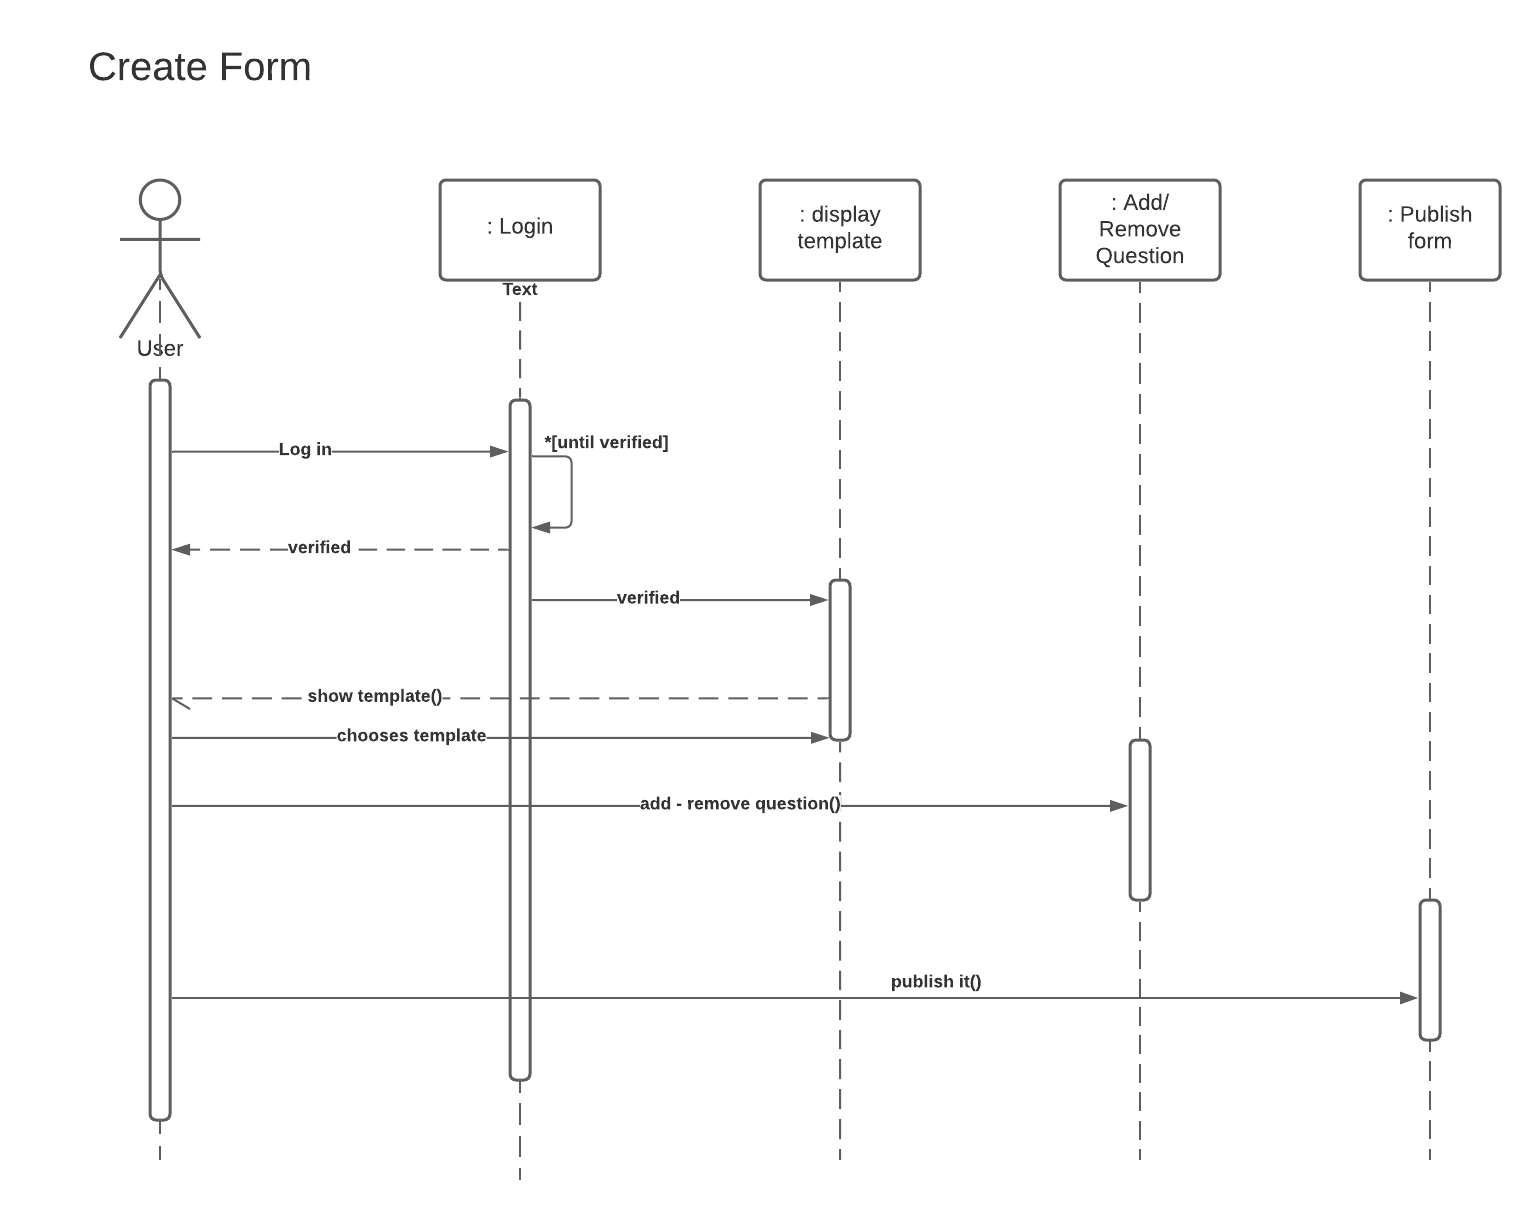 Create Form
: Login
: display
template
: Add/
Remove
Question
: Publish
form
Text
User
*[until verified]
Log in
verified
verified
show template()
chooses template
add - remove question()
publish it()